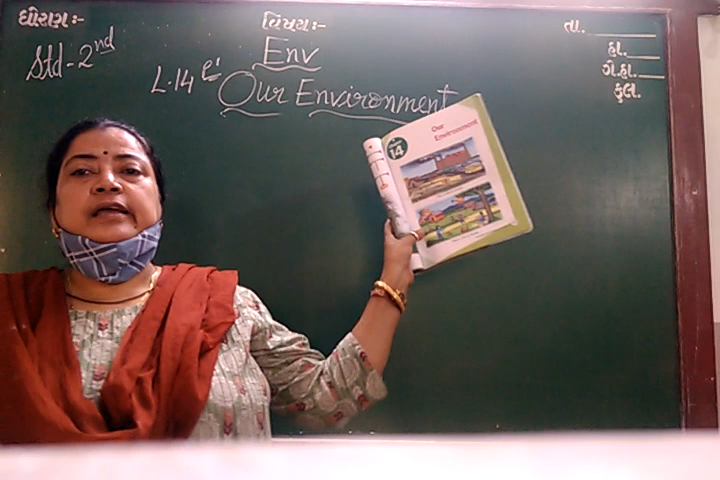 ધોરણ:-
વિષય:-
તા.
હા.
ગે.હા.
કુલ.
Std-2nd
Env
L.14
Our Environment
14
Our
Environment